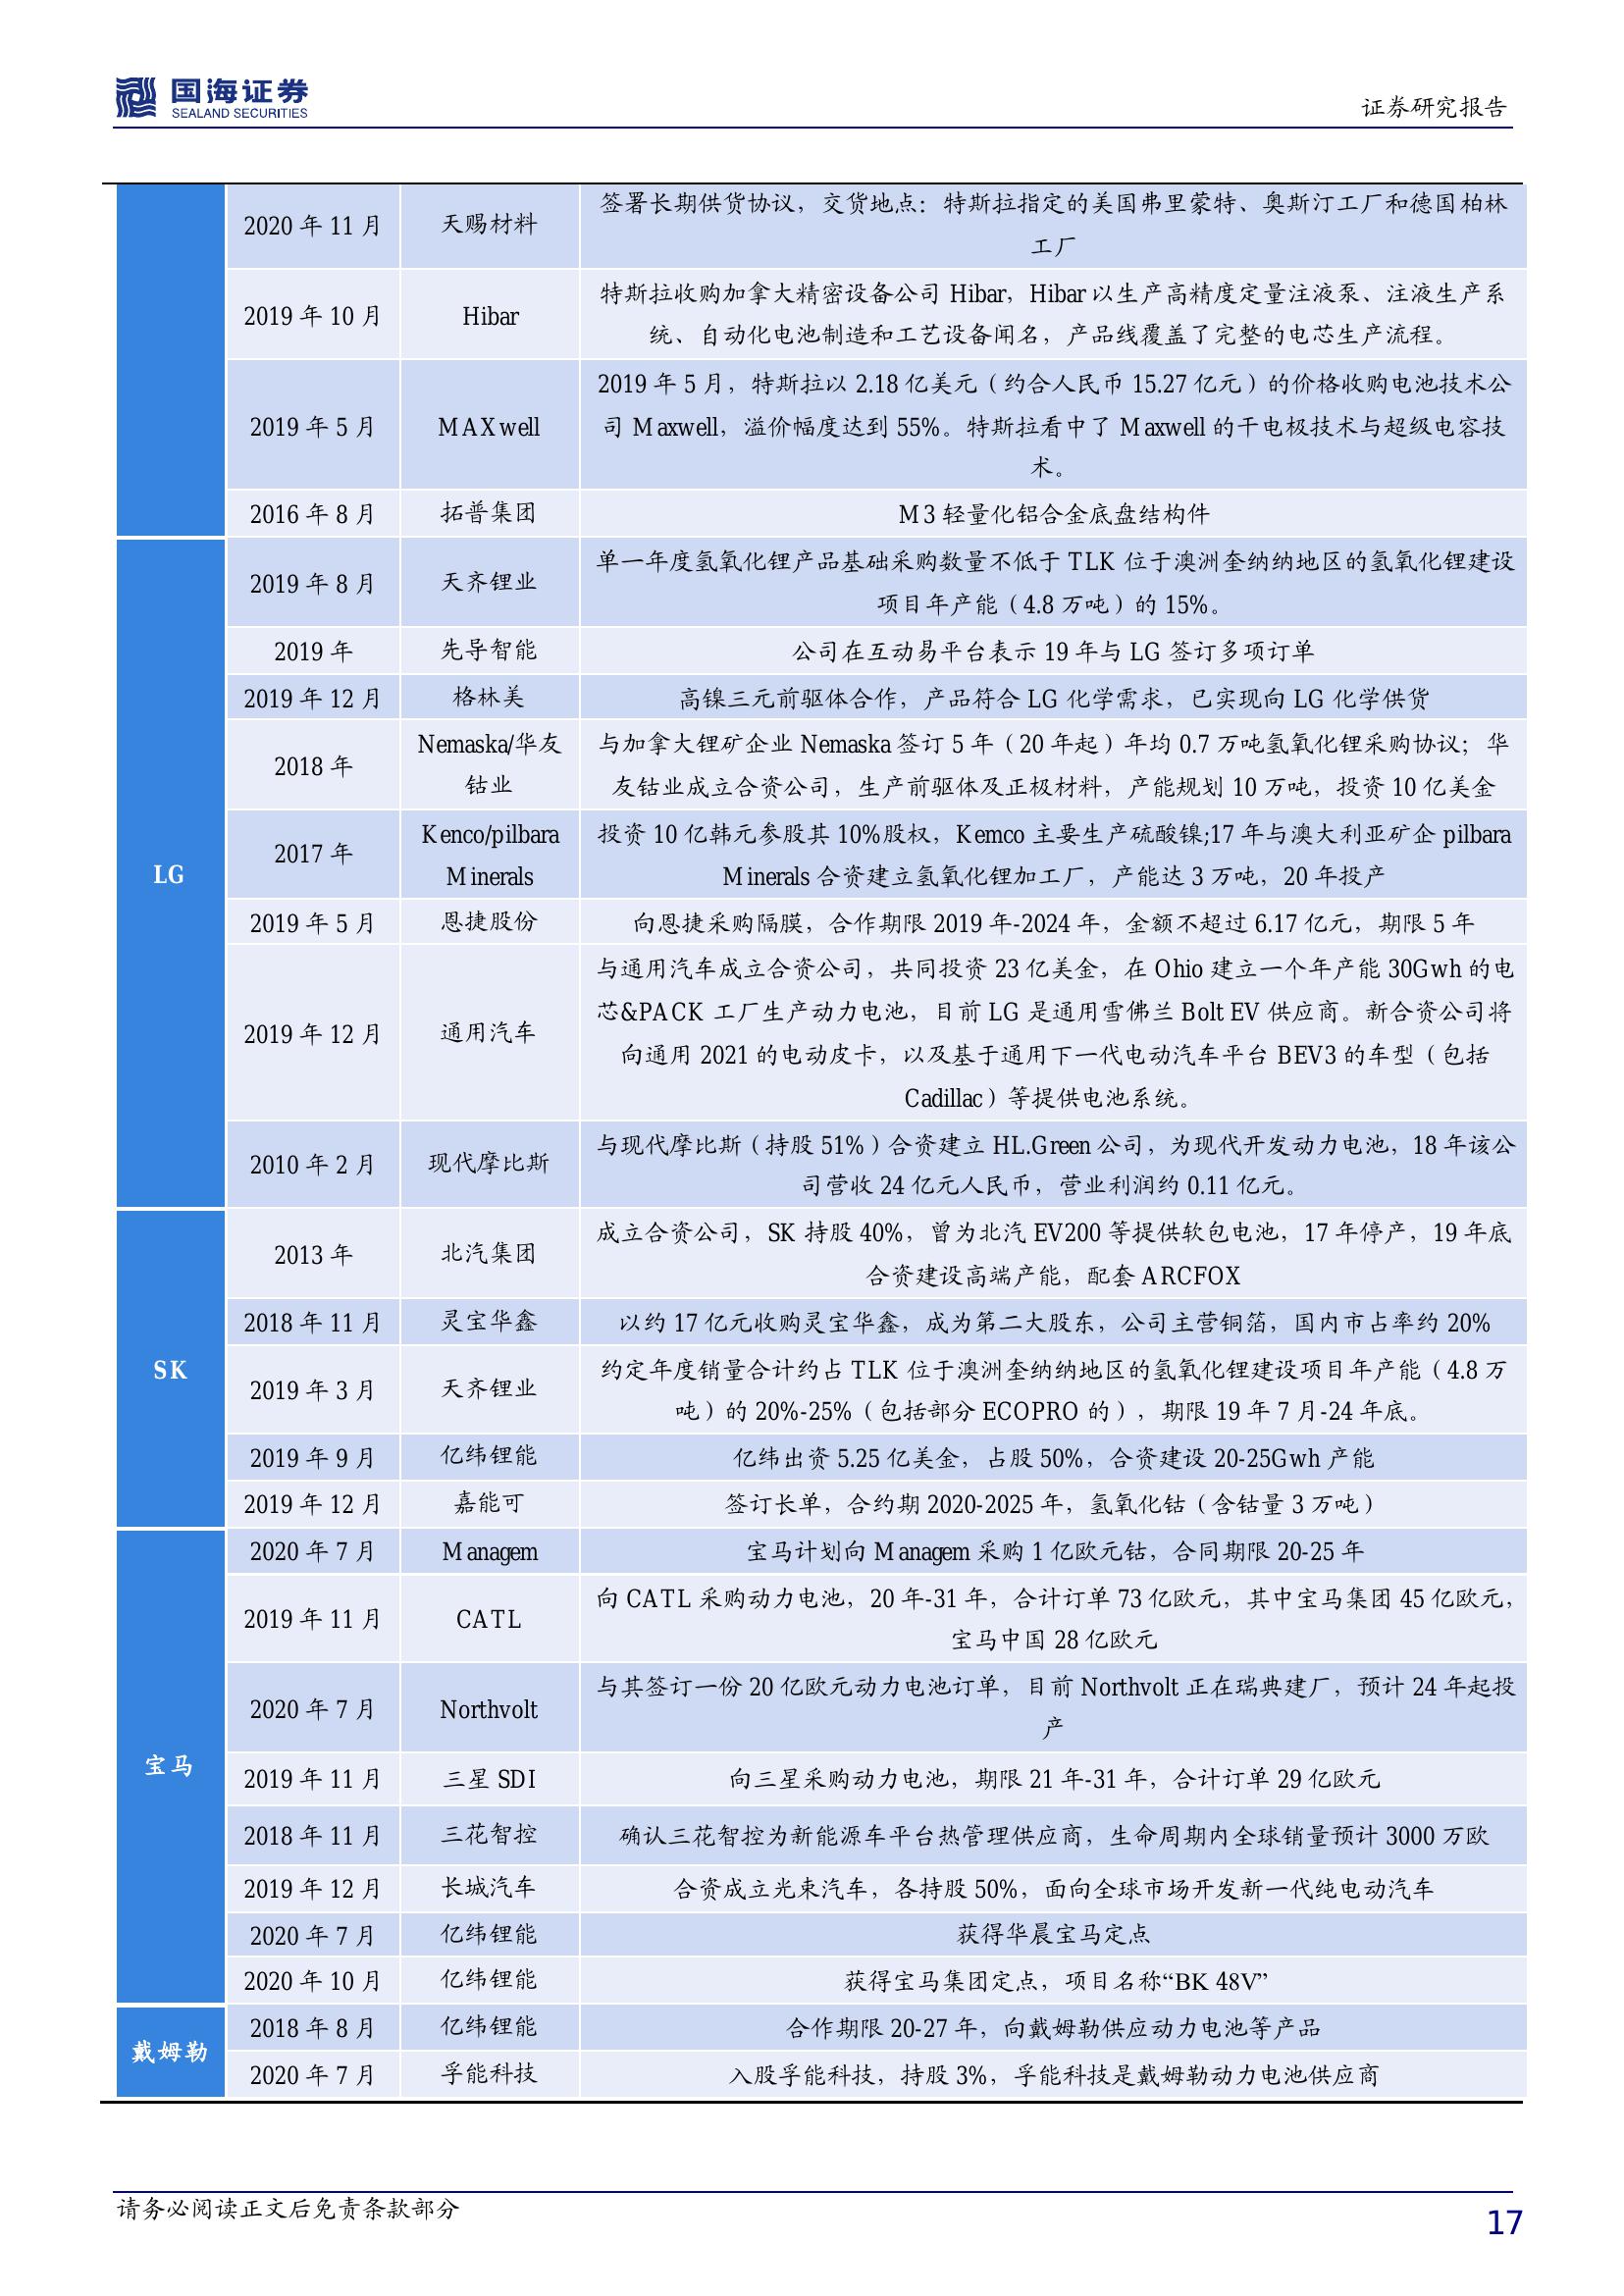 国海证券
SEALAND SECURITIES
证券研究报告
2020 年 11 月
天赐材料
签署长期供货协议，交货地点：特斯拉指定的美国弗里蒙特、奥斯汀工厂和德国柏林
工厂
2019 年 10 月
Hibar
特斯拉收购加拿大精密设备公司 Hibar，Hibar 以生产高精度定量注液泵、注液生产系
统、自动化电池制造和工艺设备闻名，产品线覆盖了完整的电芯生产流程。
2019 年 5 月
MAXwell
2019 年 5 月，特斯拉以 2.18 亿美元（约合人民币 15.27 亿元）的价格收购电池技术公
司 Maxwell，溢价幅度达到 55%。特斯拉看中了 Maxwell 的干电极技术与超级电容技
术。
2016 年 8 月
拓普集团
M3 轻量化铝合金底盘结构件
LG
2019 年 8 月
天齐锂业
单一年度氢氧化锂产品基础采购数量不低于 TLK 位于澳洲奎纳纳地区的氢氧化锂建设
项目年产能（4.8 万吨）的 15%。
2019 年
先导智能
公司在互动易平台表示 19 年与 LG 签订多项订单
2019 年 12 月
格林美
高镍三元前驱体合作，产品符合 LG 化学需求，已实现向 LG 化学供货
2018 年
Nemaska/华友
钴业
与加拿大锂矿企业 Nemaska 签订 5 年（20 年起）年均 0.7 万吨氢氧化锂采购协议；华
友钴业成立合资公司，生产前驱体及正极材料，产能规划 10 万吨，投资 10 亿美金
2017 年
Kenco/pilbara
Minerals
投资 10 亿韩元参股其 10%股权，Kemco 主要生产硫酸镍;17 年与澳大利亚矿企 pilbara
Minerals 合资建立氢氧化锂加工厂，产能达 3 万吨，20 年投产
2019 年 5 月
恩捷股份
向恩捷采购隔膜，合作期限 2019 年-2024 年，金额不超过 6.17 亿元，期限 5 年
2019 年 12 月
通用汽车
与通用汽车成立合资公司，共同投资 23 亿美金，在 Ohio 建立一个年产能 30Gwh 的电
芯&PACK 工厂生产动力电池，目前 LG 是通用雪佛兰 Bolt EV 供应商。新合资公司将
向通用 2021 的电动皮卡，以及基于通用下一代电动汽车平台 BEV3 的车型（包括
Cadillac）等提供电池系统。
2010 年 2 月
现代摩比斯
与现代摩比斯（持股 51%）合资建立 HL.Green 公司，为现代开发动力电池，18 年该公
司营收 24 亿元人民币，营业利润约 0.11 亿元。
SK
2013 年
北汽集团
成立合资公司，SK 持股 40%，曾为北汽 EV200 等提供软包电池，17 年停产，19 年底
合资建设高端产能，配套 ARCFOX
2018 年 11 月
灵宝华鑫
以约 17 亿元收购灵宝华鑫，成为第二大股东，公司主营铜箔，国内市占率约 20%
2019 年 3 月
天齐锂业
约定年度销量合计约占 TLK 位于澳洲奎纳纳地区的氢氧化锂建设项目年产能（4.8 万
吨）的 20%-25%（包括部分 ECOPRO 的），期限 19 年 7 月-24 年底。
2019 年 9 月
亿纬锂能
亿纬出资 5.25 亿美金，占股 50%，合资建设 20-25Gwh 产能
2019 年 12 月
嘉能可
签订长单，合约期 2020-2025 年，氢氧化钴（含钴量 3 万吨）
宝马
2020 年 7 月
Managem
宝马计划向 Managem 采购 1 亿欧元钴，合同期限 20-25 年
2019 年 11 月
CATL
向 CATL 采购动力电池，20 年-31 年，合计订单 73 亿欧元，其中宝马集团 45 亿欧元，
宝马中国 28 亿欧元
2020 年 7 月
Northvolt
与其签订一份 20 亿欧元动力电池订单，目前 Northvolt 正在瑞典建厂，预计 24 年起投
产
2019 年 11 月
三星 SDI
向三星采购动力电池，期限 21 年-31 年，合计订单 29 亿欧元
2018 年 11 月
三花智控
确认三花智控为新能源车平台热管理供应商，生命周期内全球销量预计 3000 万欧
2019 年 12 月
长城汽车
合资成立光束汽车，各持股 50%，面向全球市场开发新一代纯电动汽车
2020 年 7 月
亿纬锂能
获得华晨宝马定点
2020 年 10 月
亿纬锂能
获得宝马集团定点，项目名称“BK 48V”
戴姆勒
2018 年 8 月
亿纬锂能
合作期限 20-27 年，向戴姆勒供应动力电池等产品
2020 年 7 月
孚能科技
入股孚能科技，持股 3%，孚能科技是戴姆勒动力电池供应商
请务必阅读正文后免责条款部分
17